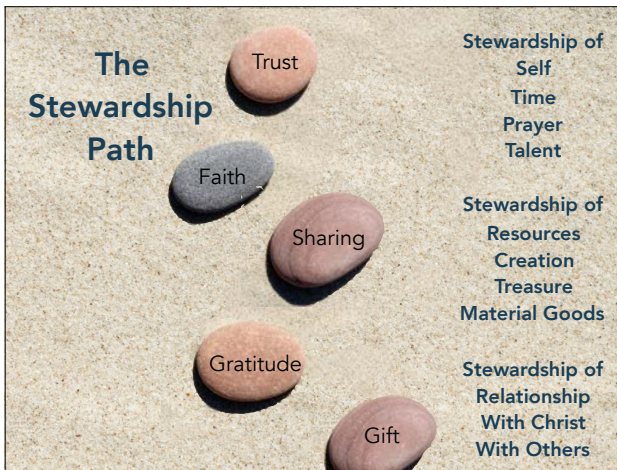 The
Stewardship
Path
Trust
Faith
Sharing
Gratitude
Gift
Stewardship of
Self
Time
Prayer
Talent
Stewardship of
Resources
Creation
Treasure
Material Goods
Stewardship of
Relationship
With Christ
With Others